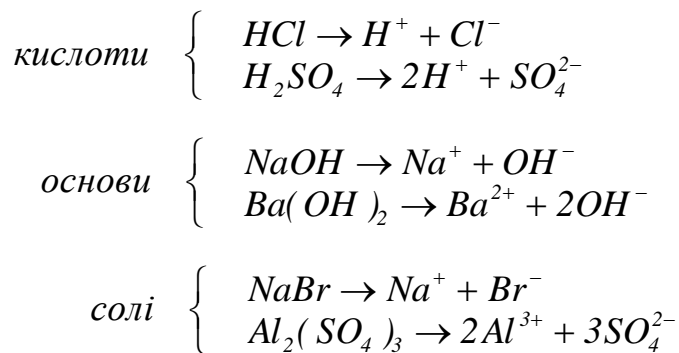 кислоти { HCl → H⁺ + Cl⁻
H₂SO₄ → 2H⁺ + SO₄²⁻
основи { NaOH → Na⁺ + OH⁻
Ba(OH)₂ → Ba²⁺ + 2OH⁻
солі { NaBr → Na⁺ + Br⁻
Al₂(SO₄)₃ → 2Al³⁺ + 3SO₄²⁻